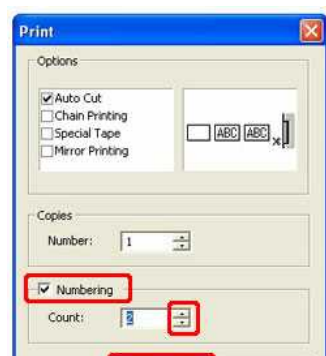 Print
Options
Auto Cut
Chain Printing
Special Tape
Mirror Printing
ABC ABC
Copies
Number: 1
Numbering
Count: 2